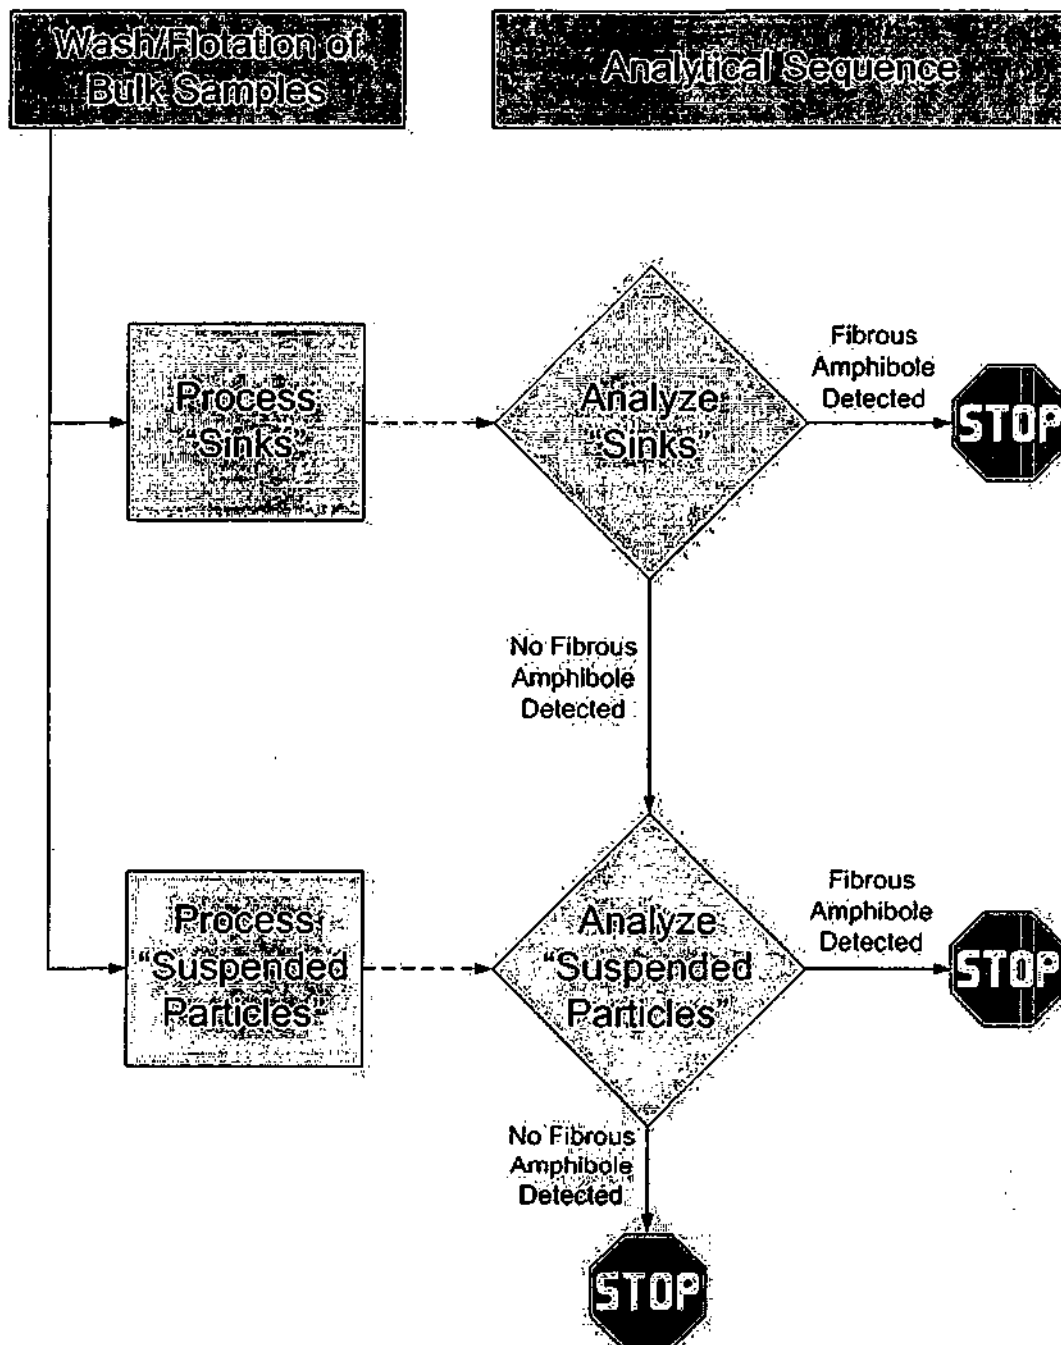 Wash/Flotation of
Bulk Samples
Analytical Sequence
Process
"Sinks"
Analyze
"Sinks"
Fibrous
Amphibole
Detected
STOP
No Fibrous
Amphibole
Detected
Process
"Suspended
Particles"
Analyze
"Suspended
Particles"
Fibrous
Amphibole
Detected
STOP
No Fibrous
Amphibole
Detected
STOP